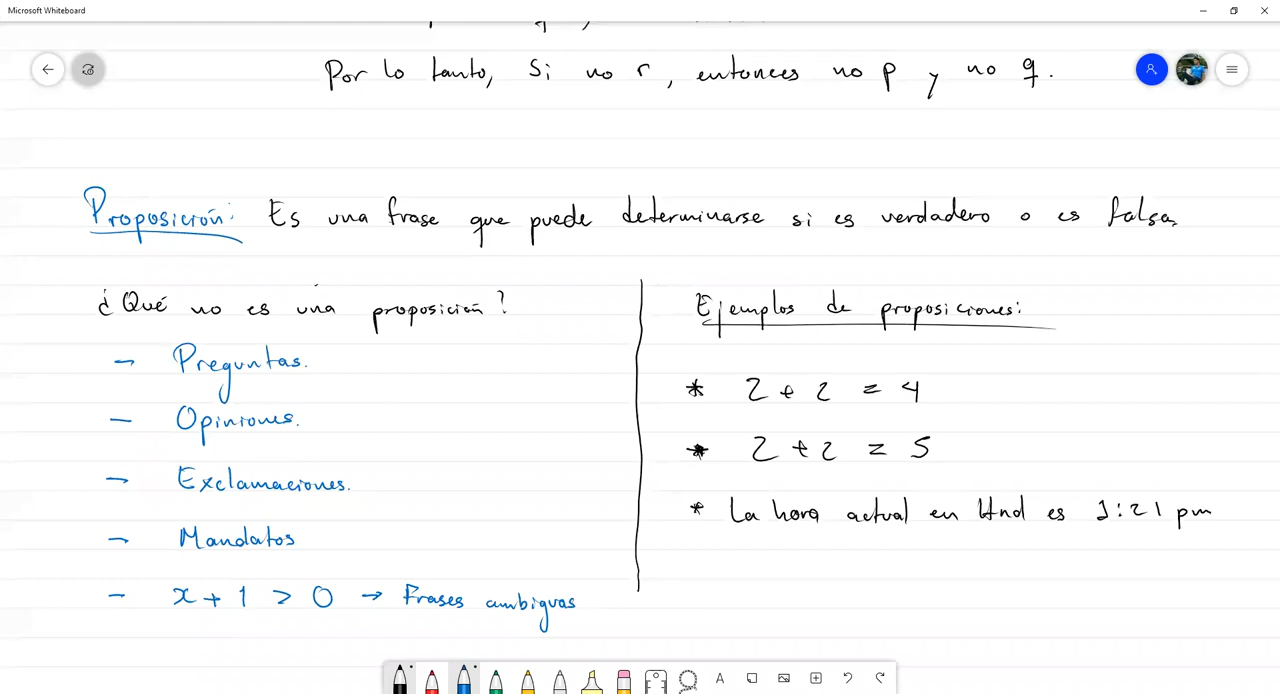 Microsoft Whiteboard
Por lo tanto, Si no r, entonces no p y no q.
Proposición: Es una frase que puede determinarse si es verdadero o es falsa.
¿Qué no es una proposición?
- Preguntas.
- Opiniones.
- Exclamaciones.
- Mandatos
- x + 1 > 0 → Frases ambiguas
Ejemplos de proposiciones:
* 2 + 2 = 4
* 2 + 2 = 5
* La hora actual en Hnd es 1:21 pm
A